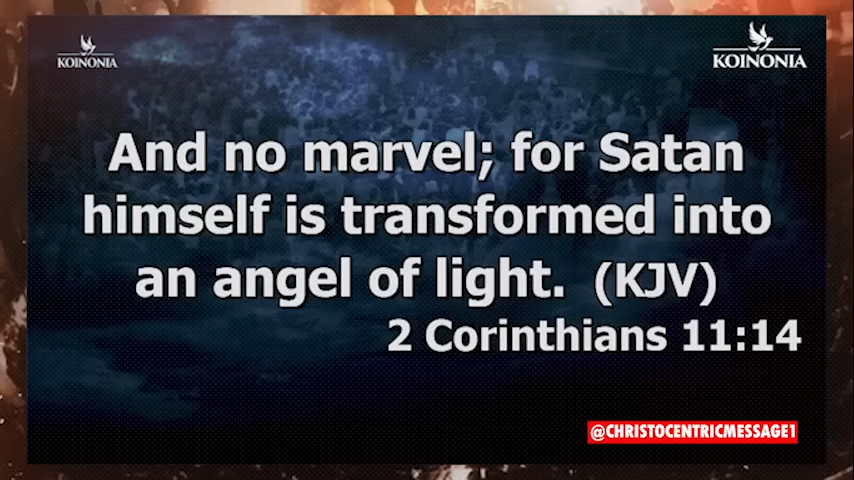 KOINONIA
KOINONIA
And no marvel; for Satan
himself is transformed into
an angel of light. (KJV)
2 Corinthians 11:14
@CHRISTOCENTRICMESSAGE1